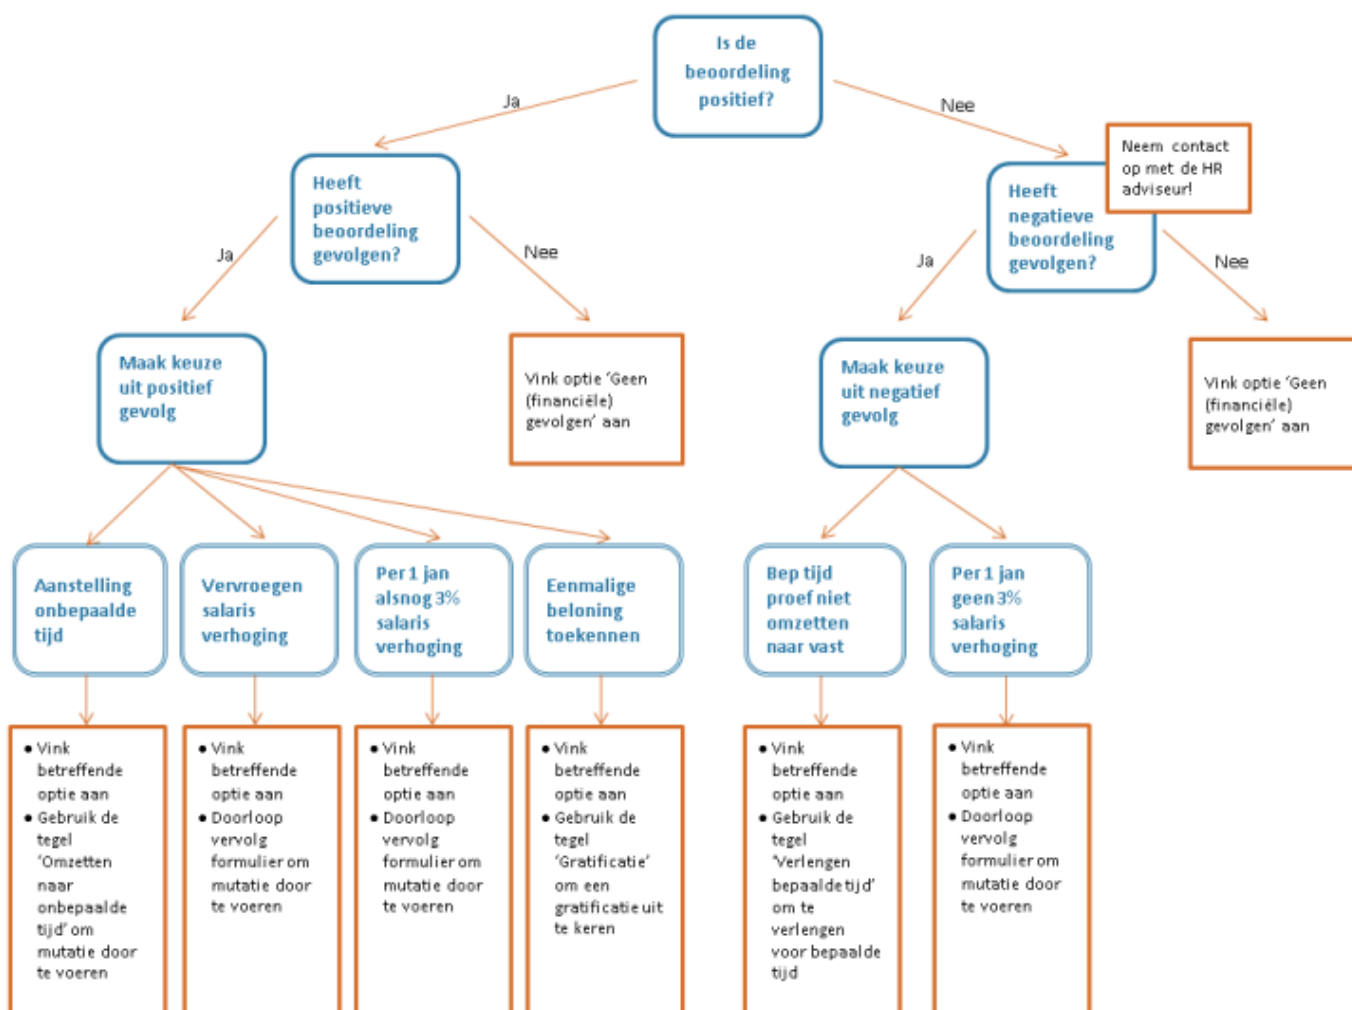 Is de
beoordeling
positief?
Ja
Nee
Neem contact
op met de HR
adviseur!
Heeft
positieve
beoordeling
gevolgen?
Heeft
negatieve
beoordeling
gevolgen?
Ja
Nee
Ja
Nee
Maak keuze
uit positief
gevolg
Vink optie ‘Geen
(financiële)
gevolgen’ aan
Maak keuze
uit negatief
gevolg
Vink optie ‘Geen
(financiële)
gevolgen’ aan
Aanstelling
onbepaalde
tijd
Vervroegen
salaris
verhoging
Per 1 jan
alsnog 3%
salaris
verhoging
Eenmalige
beloning
toekennen
Bep tijd
proef niet
omzetten
naar vast
Per 1 jan
geen 3%
salaris
verhoging
• Vink
betreffende
optie aan
• Gebruik de
tegel
‘Omzetten
naar
onbepaalde
tijd’ om
mutatie door
te voeren
• Vink
betreffende
optie aan
• Doorloop
vervolg
formulier om
mutatie door
te voeren
• Vink
betreffende
optie aan
• Doorloop
vervolg
formulier om
mutatie door
te voeren
• Vink
betreffende
optie aan
• Gebruik de
tegel
‘Gratificatie’
om een
gratificatie uit
te keren
• Vink
betreffende
optie aan
• Gebruik de
tegel
‘Verlengen
bepaalde tijd’
om te
verlengen
voor bepaalde
tijd
• Vink
betreffende
optie aan
• Doorloop
vervolg
formulier om
mutatie door
te voeren